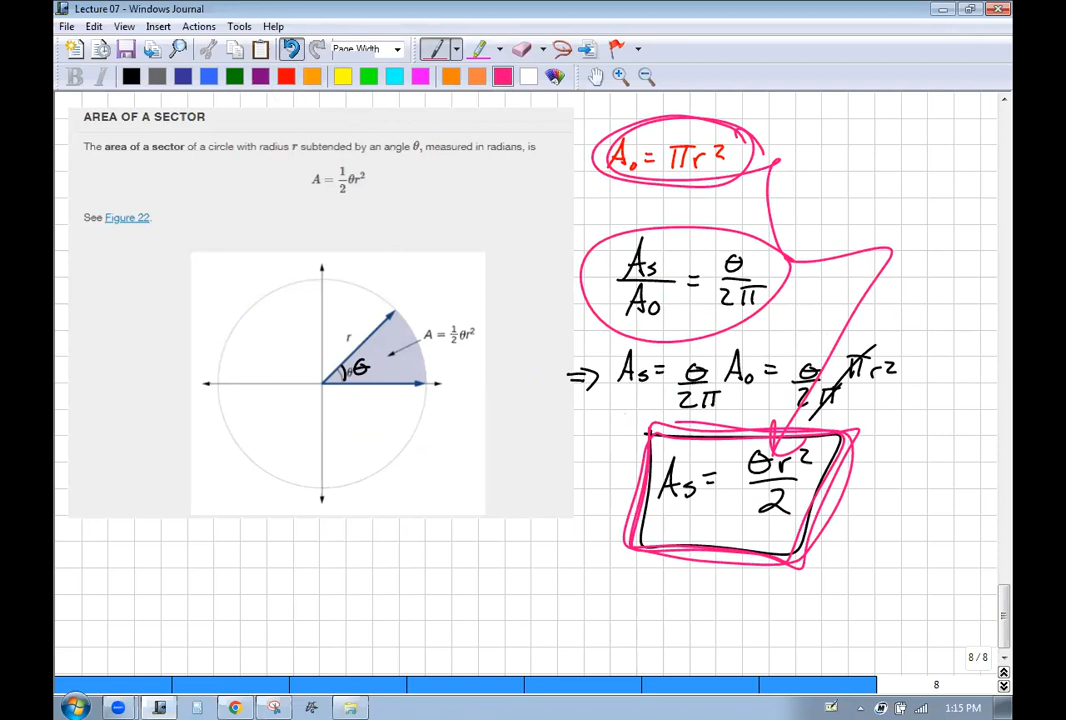 Lecture 07 - Windows Journal
File Edit View Insert Actions Tools Help
Page Width
B I
AREA OF A SECTOR
The area of a sector of a circle with radius r subtended by an angle θ, measured in radians, is
A = 1/2 θr²
See Figure 22.
r
θ
A = 1/2 θr²
A₀ = πr²
As/A₀ = θ/2π
⇒ As = θ/2π A₀ = θ/2π πr²
As = θr²/2
8 / 8
8
1:15 PM